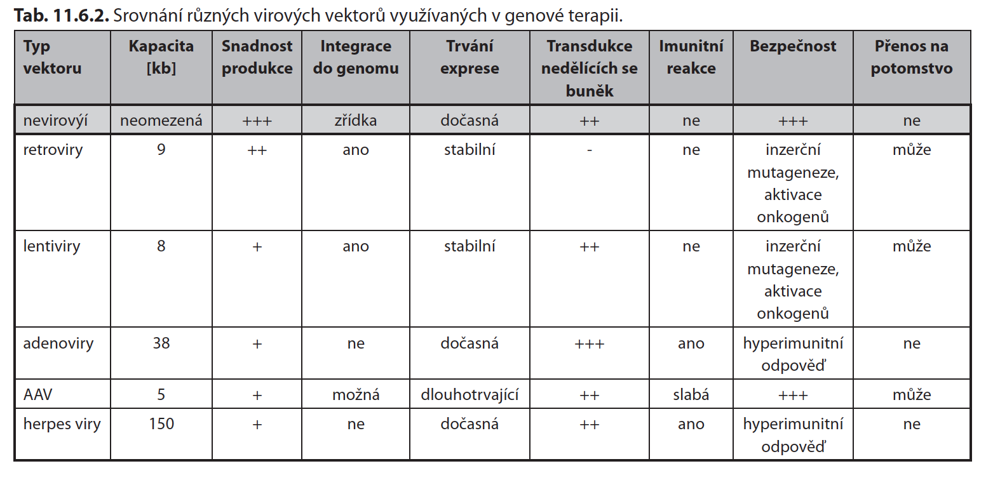 Tab. 11.6.2. Srovnání různých virových vektorů využívaných v genové terapii.
Typ vektoru | Kapacita [kb] | Snadnost produkce | Integrace do genomu | Trvání exprese | Transdukce nedělících se buněk | Imunitní reakce | Bezpečnost | Přenos na potomstvo
nevirovýí | neomezená | +++ | zřídka | dočasná | ++ | ne | +++ | ne
retroviry | 9 | ++ | ano | stabilní | - | ne | inzerční mutageneze, aktivace onkogenů | může
lentiviry | 8 | + | ano | stabilní | ++ | ne | inzerční mutageneze, aktivace onkogenů | může
adenoviry | 38 | + | ne | dočasná | +++ | ano | hyperimunitní odpověď | ne
AAV | 5 | + | možná | dlouhotrvající | ++ | slabá | +++ | může
herpes viry | 150 | + | ne | dočasná | ++ | ano | hyperimunitní odpověď | ne